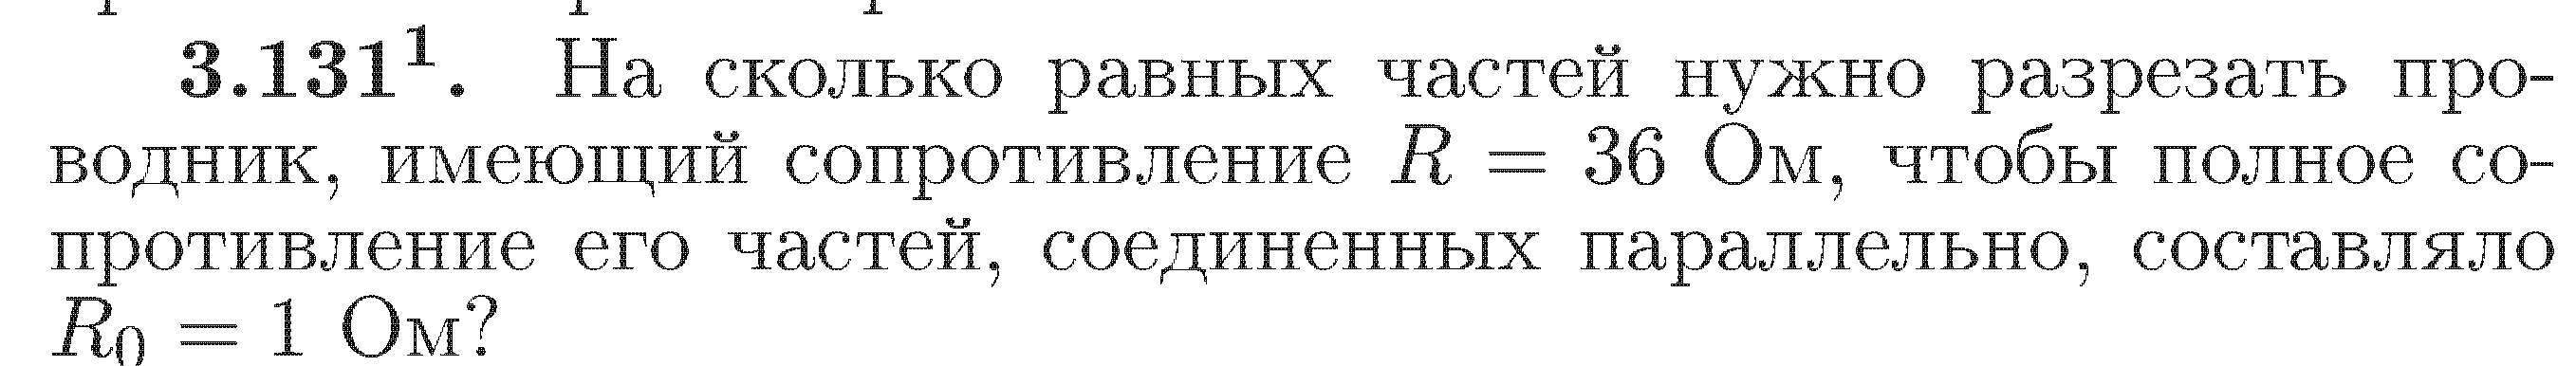 3.131¹. На сколько равных частей нужно разрезать про-
водник, имеющий сопротивление R = 36 Ом, чтобы полное со-
противление его частей, соединенных параллельно, составляло
R₀ = 1 Ом?